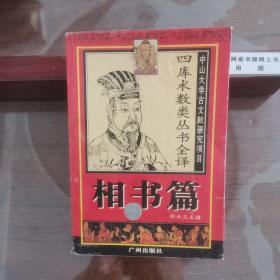 中山大学古文献研究项目
四库术数类丛书全译
相书篇
广州出版社